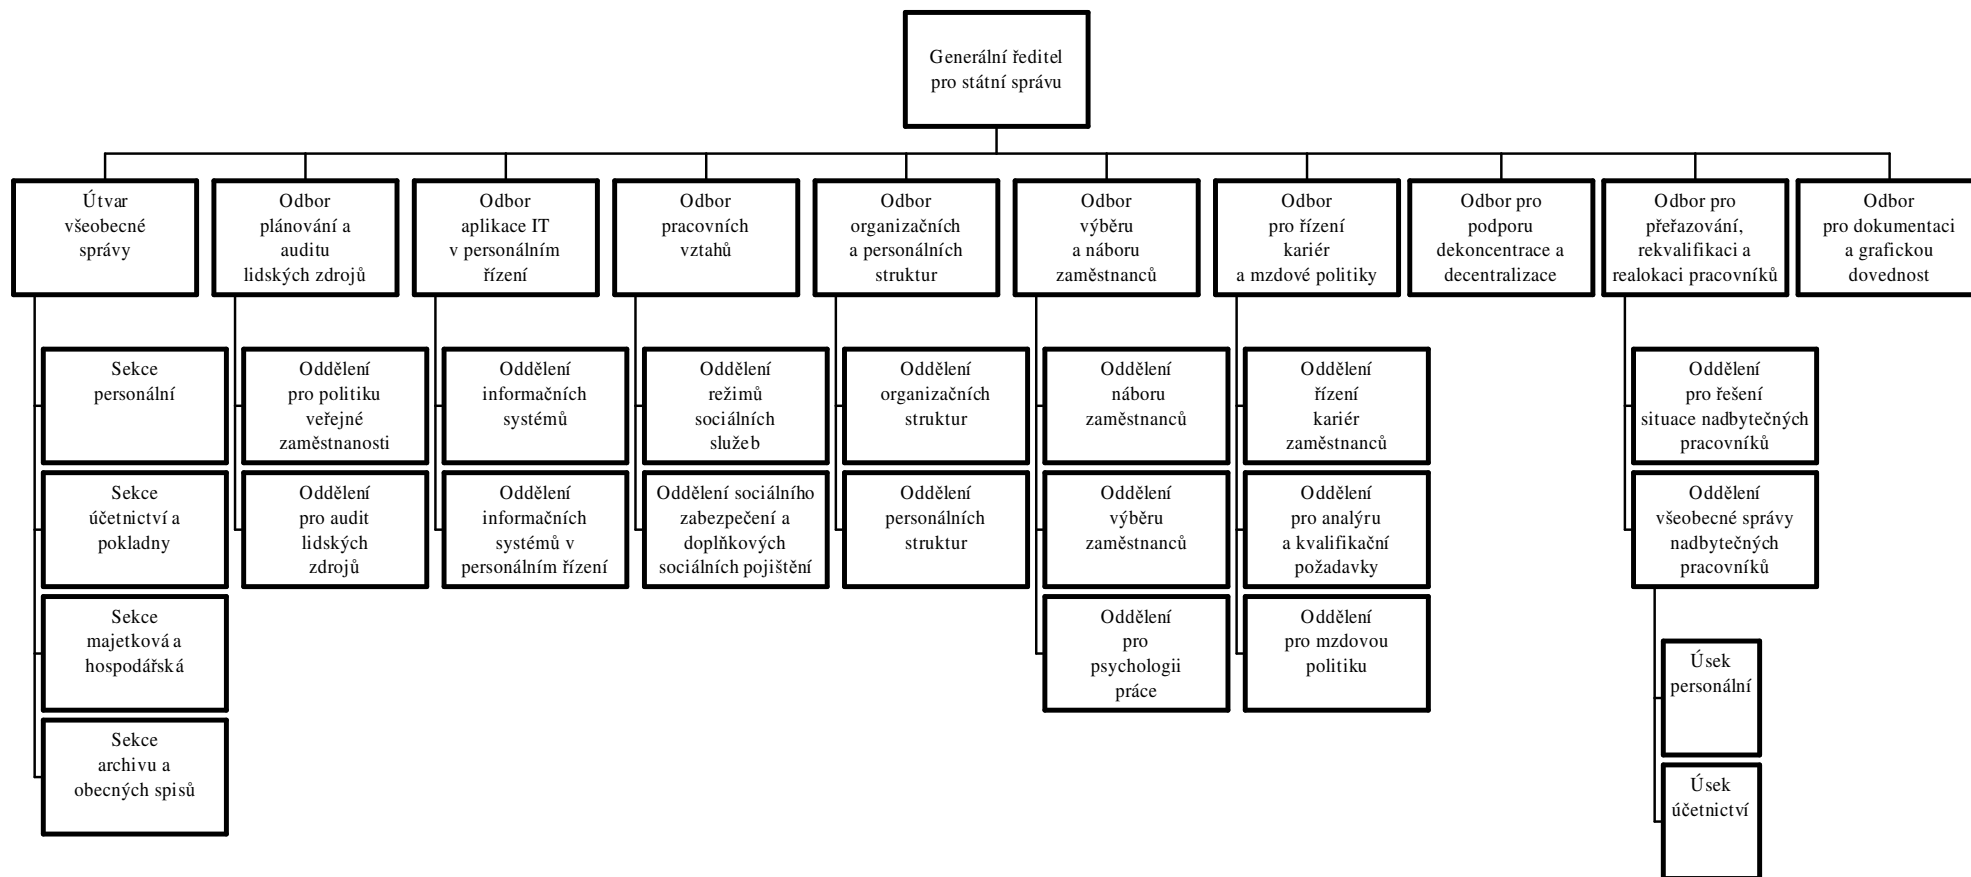 Generální ředitel
pro státní správu
Útvar
všeobecné
správy
Odbor
plánování a
auditu
lidských zdrojů
Odbor
aplikace IT
v personálním
řízení
Odbor
pracovních
vztahů
Odbor
organizačních
a personálních
struktur
Odbor
výběru
a náboru
zaměstnanců
Odbor
pro řízení
kariér
a mzdové politiky
Odbor pro
podporu
dekoncentrace a
decentralizace
Odbor pro
přeřazování,
rekvalifikaci a
realokaci pracovníků
Odbor
pro dokumentaci
a grafickou
dovednost
Sekce
personální
Oddělení
pro politiku
veřejné
zaměstnanosti
Oddělení
informačních
systémů
Oddělení
režimů
sociálních
služeb
Oddělení
organizačních
struktur
Oddělení
náboru
zaměstnanců
Oddělení
řízení
kariér
zaměstnanců
Oddělení
pro řešení
situace nadbytečných
pracovníků
Sekce
účetnictví a
pokladny
Oddělení
pro audit
lidských
zdrojů
Oddělení
informačních
systémů v
personálním řízení
Oddělení sociálního
zabezpečení a
doplňkových
sociálních pojištění
Oddělení
personálních
struktur
Oddělení
výběru
zaměstnanců
Oddělení
pro analýru
a kvalifikační
požadavky
Oddělení
všeobecné správy
nadbytečných
pracovníků
Sekce
majetková a
hospodářská
Oddělení
pro
psychologii
práce
Oddělení
pro mzdovou
politiku
Úsek
personální
Sekce
archivu a
obecných spisů
Úsek
účetnictví